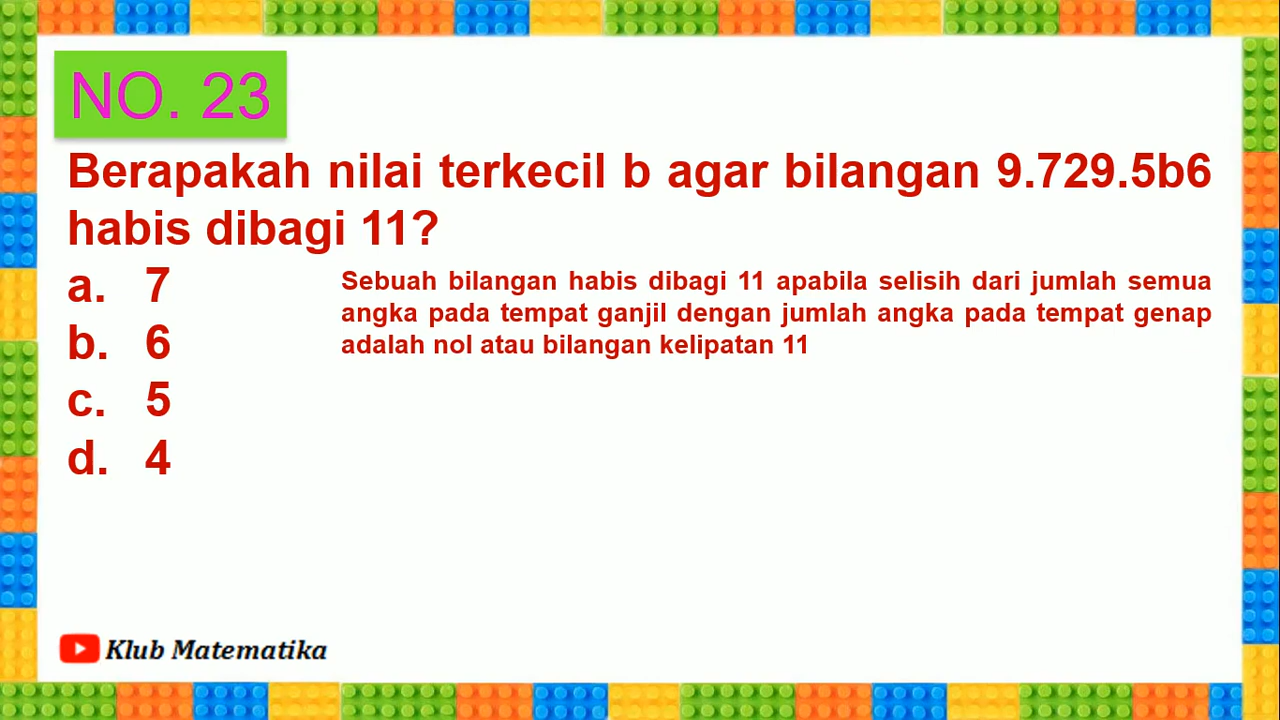 NO. 23
Berapakah nilai terkecil b agar bilangan 9.729.5b6
habis dibagi 11?
a. 7
b. 6
c. 5
d. 4
Sebuah bilangan habis dibagi 11 apabila selisih dari jumlah semua
angka pada tempat ganjil dengan jumlah angka pada tempat genap
adalah nol atau bilangan kelipatan 11
Klub Matematika